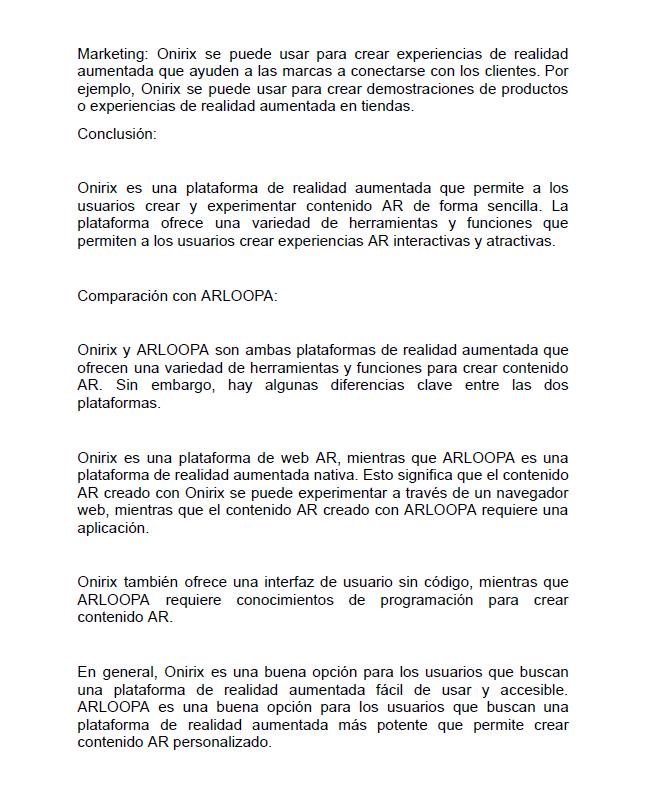 Marketing: Onirix se puede usar para crear experiencias de realidad
aumentada que ayuden a las marcas a conectarse con los clientes. Por
ejemplo, Onirix se puede usar para crear demostraciones de productos
o experiencias de realidad aumentada en tiendas.
Conclusión:
Onirix es una plataforma de realidad aumentada que permite a los
usuarios crear y experimentar contenido AR de forma sencilla. La
plataforma ofrece una variedad de herramientas y funciones que
permiten a los usuarios crear experiencias AR interactivas y atractivas.
Comparación con ARLOOPA:
Onirix y ARLOOPA son ambas plataformas de realidad aumentada que
ofrecen una variedad de herramientas y funciones para crear contenido
AR. Sin embargo, hay algunas diferencias clave entre las dos
plataformas.
Onirix es una plataforma de web AR, mientras que ARLOOPA es una
plataforma de realidad aumentada nativa. Esto significa que el contenido
AR creado con Onirix se puede experimentar a través de un navegador
web, mientras que el contenido AR creado con ARLOOPA requiere una
aplicación.
Onirix también ofrece una interfaz de usuario sin código, mientras que
ARLOOPA requiere conocimientos de programación para crear
contenido AR.
En general, Onirix es una buena opción para los usuarios que buscan
una plataforma de realidad aumentada fácil de usar y accesible.
ARLOOPA es una buena opción para los usuarios que buscan una
plataforma de realidad aumentada más potente que permite crear
contenido AR personalizado.